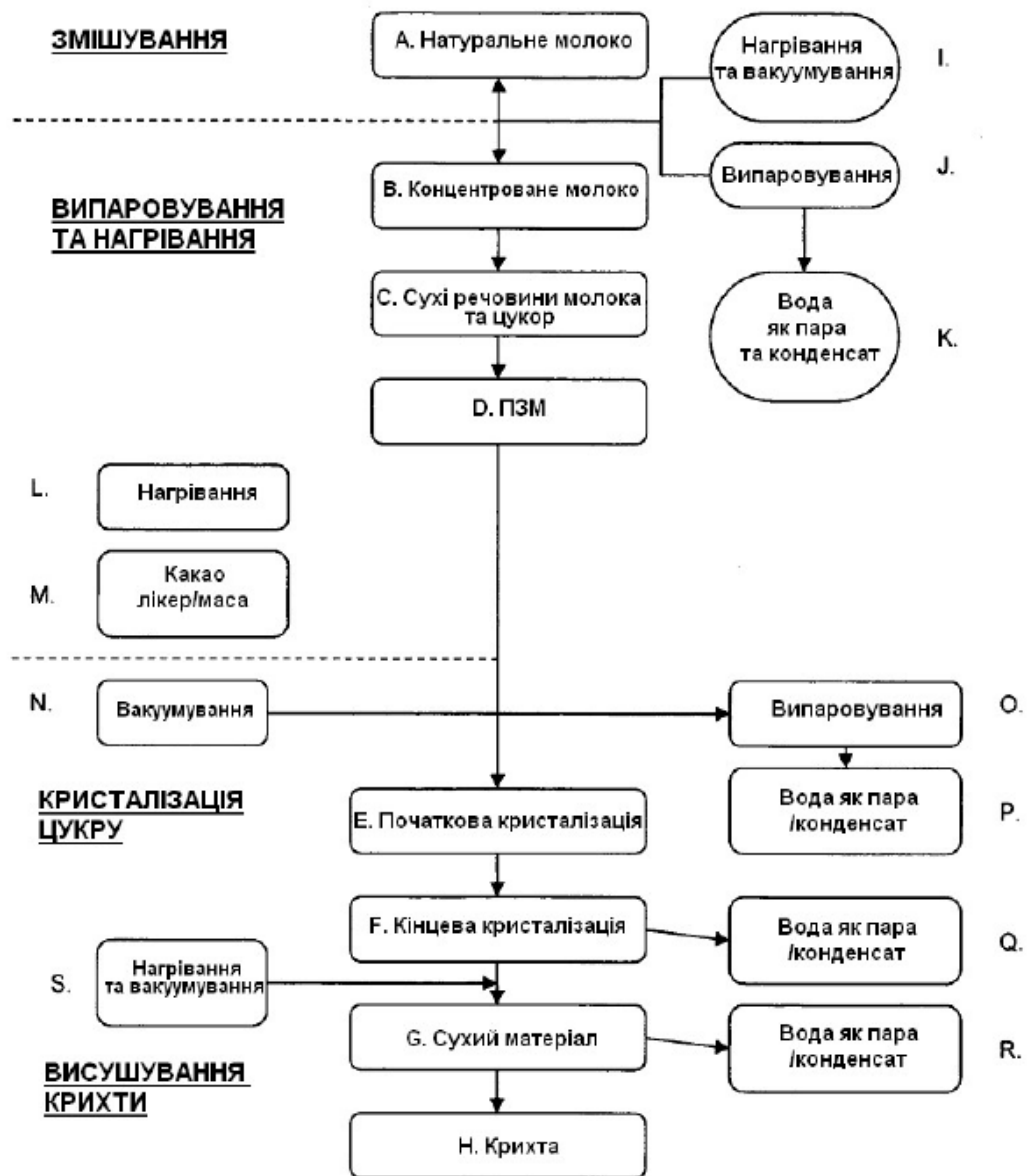 ЗМІШУВАННЯ
A. Натуральне молоко
Нагрівання
та вакуумування
I.
ВИПАРОВУВАННЯ
ТА НАГРІВАННЯ
B. Концентроване молоко
Випаровування
J.
C. Сухі речовини молока
та цукор
Вода
як пара
та конденсат
K.
D. ПЗМ
L.
Нагрівання
M.
Какао
лікер/маса
N.
Вакуумування
Випаровування
O.
КРИСТАЛІЗАЦІЯ
ЦУКРУ
E. Початкова кристалізація
Вода як пара
/конденсат
P.
F. Кінцева кристалізація
Вода як пара
/конденсат
Q.
S.
Нагрівання
та вакуумування
G. Сухий матеріал
Вода як пара
/конденсат
R.
ВИСУШУВАННЯ
КРИХТИ
H. Крихта